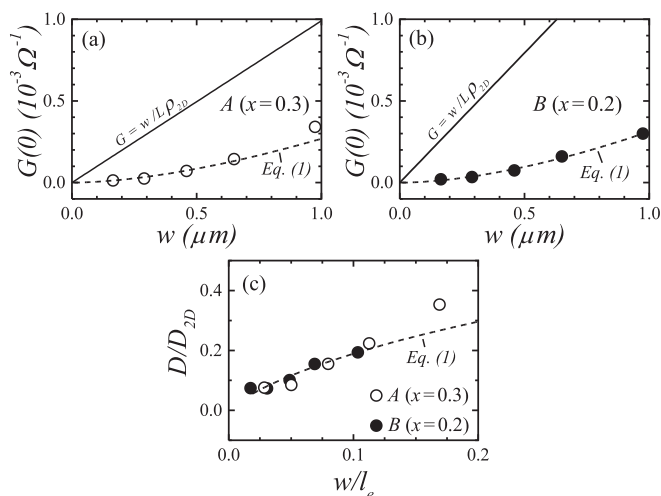 (a)
G(0) (10⁻³ Ω⁻¹)
1.0
0.5
0.0
G = w/Lρ₂D
A (x=0.3)
Eq. (1)
0.0 0.5 1.0
w (μm)
(b)
G(0) (10⁻³ Ω⁻¹)
1.0
0.5
0.0
G = w/Lρ₂D
B (x=0.2)
Eq. (1)
0.0 0.5 1.0
w (μm)
(c)
D/D₂D
0.4
0.2
0.0
Eq. (1)
A (x=0.3)
B (x=0.2)
0.0 0.1 0.2
w/lₑ